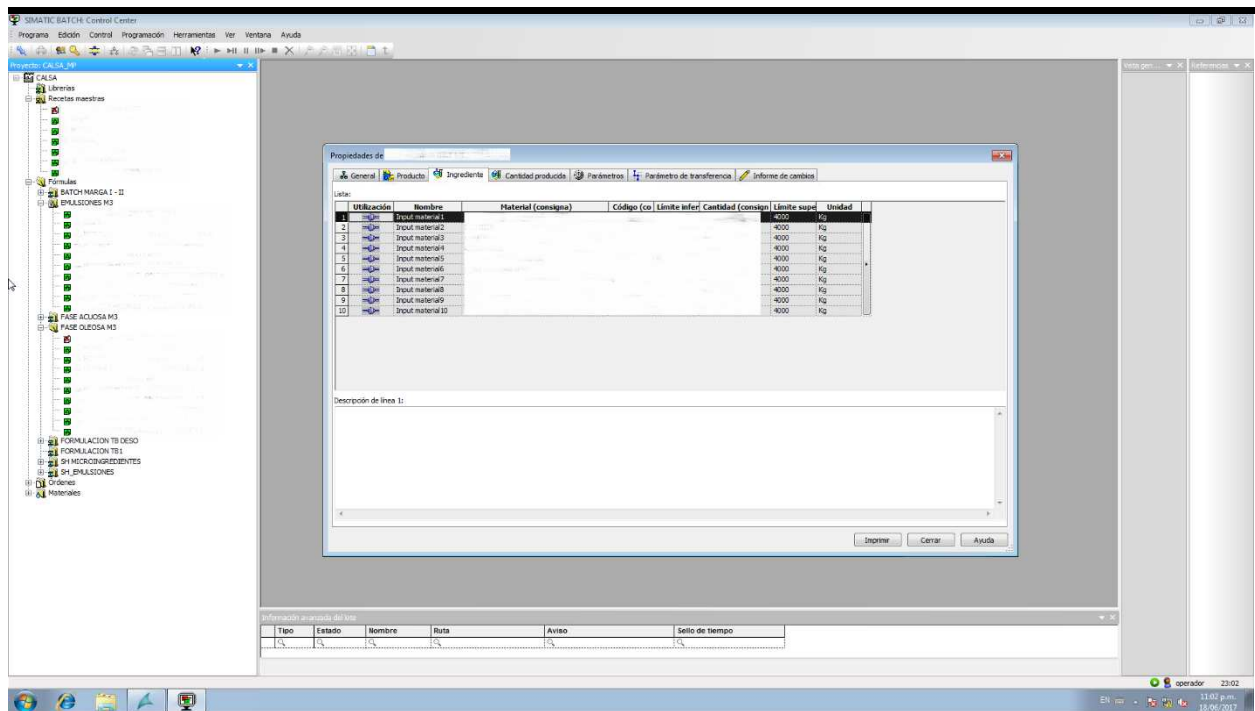 SIMATIC BATCH: Control Center
Programa Edición Control Programación Herramientas Ver Ventana Ayuda
Proyecto: CALSA_MP
CALSA
Librerias
Recetas maestras
Fórmulas
BATCH MARGA I - II
EMULSIONES M3
FASE ACUOSA M3
FASE OLEOSA M3
FORMULACION TB DESO
FORMULACION TB1
SH MICROINGREDIENTES
SH_EMULSIONES
Órdenes
Materiales
Vista gen...
Referencias
Propiedades de
General Producto Ingrediente Cantidad producida Parámetros Parámetro de transferencia Informe de cambios
Lista:
Utilización Nombre Material (consigna) Código (co Límite infer Cantidad (consign Límite supe Unidad
1 Input material1 4000 Kg
2 Input material2 4000 Kg
3 Input material3 4000 Kg
4 Input material4 4000 Kg
5 Input material5 4000 Kg
6 Input material6 4000 Kg
7 Input material7 4000 Kg
8 Input material8 4000 Kg
9 Input material9 4000 Kg
10 Input material10 4000 Kg
Descripción de línea 1:
Imprimir Cerrar Ayuda
Información avanzada del lote
Tipo Estado Nombre Ruta Aviso Sello de tiempo
operador 23:02
EN 11:02 p.m.
18/06/2017